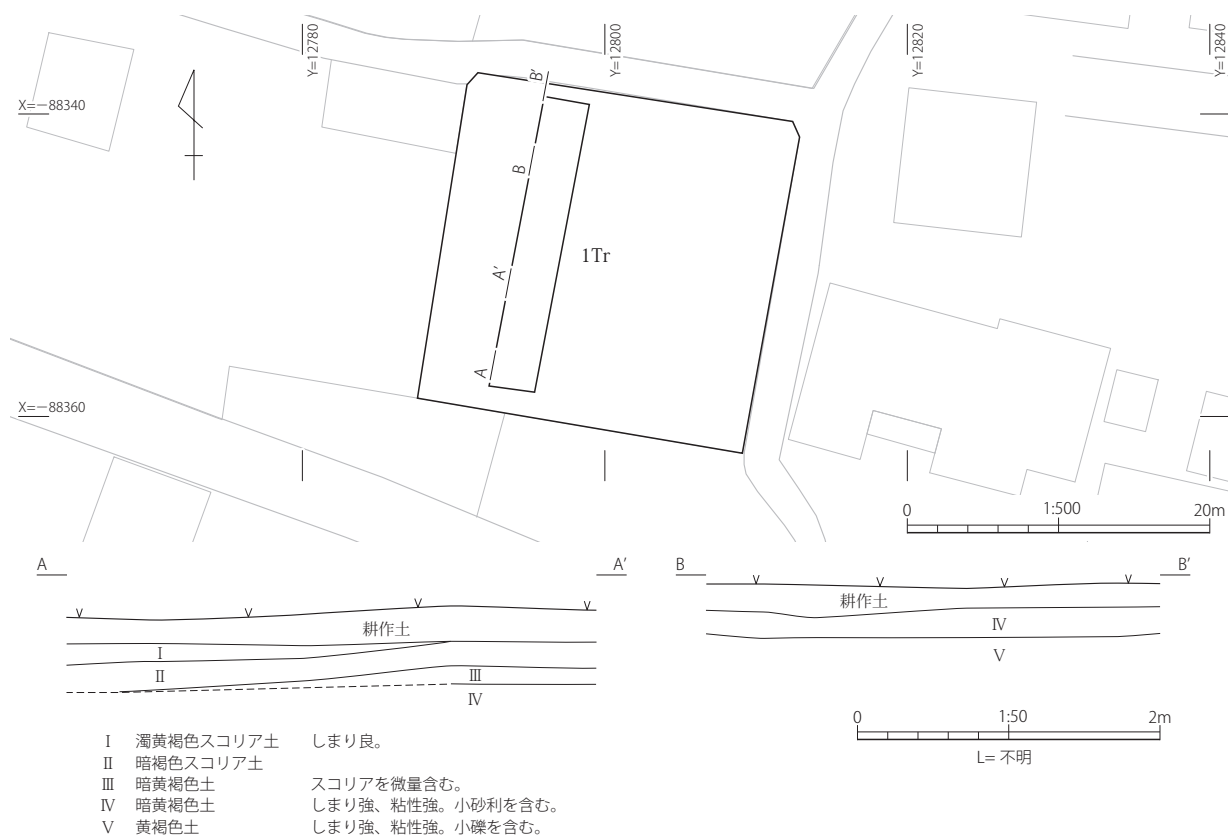 Y=12780
Y=12800
Y=12820
Y=12840
X=－88340
B’
B
1Tr
A’
A
X=－88360
0 1:500 20m
A A’
耕作土
Ⅰ
Ⅱ
Ⅲ
Ⅳ
B B’
耕作土
Ⅳ
Ⅴ
0 1:50 2m
L= 不明
Ⅰ 濁黄褐色スコリア土 しまり良。
Ⅱ 暗褐色スコリア土
Ⅲ 暗黄褐色土 スコリアを微量含む。
Ⅳ 暗黄褐色土 しまり強、粘性強。小砂利を含む。
Ⅴ 黄褐色土 しまり強、粘性強。小礫を含む。